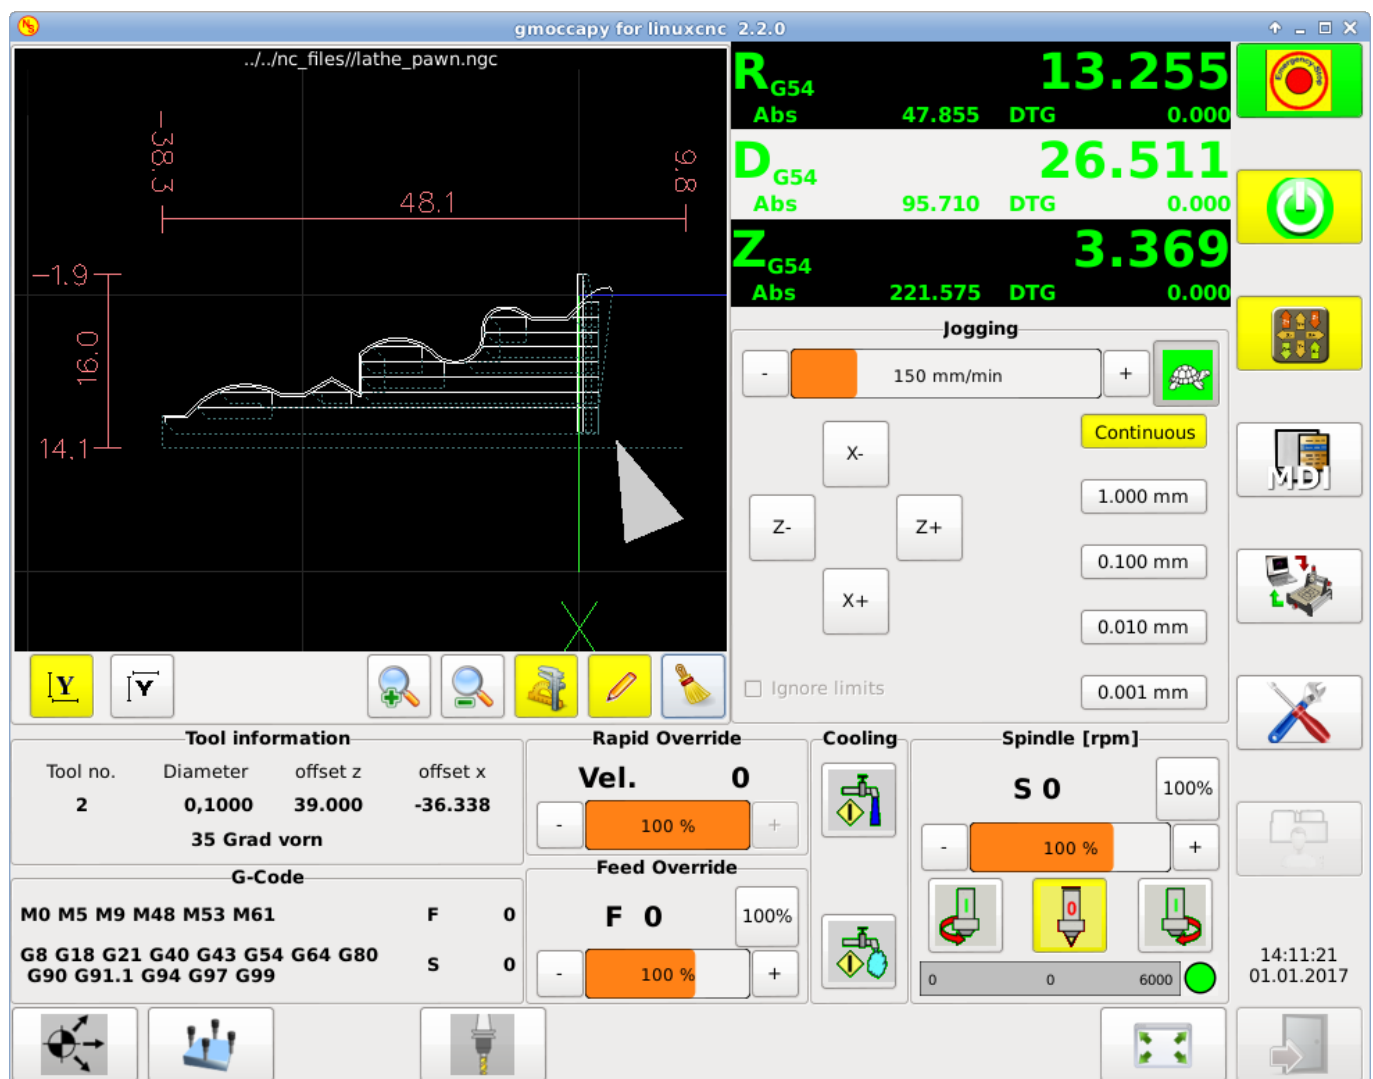 gmoccapy for linuxcnc 2.2.0
../../nc_files//lathe_pawn.ngc
-38.3
9.8
48.1
-1.9
16.0
14.1
R G54 13.255
Abs 47.855 DTG 0.000
D G54 26.511
Abs 95.710 DTG 0.000
Z G54 3.369
Abs 221.575 DTG 0.000
Emergency-Stop
Jogging
- 150 mm/min +
Continuous
X-
1.000 mm
Z- Z+
0.100 mm
X+
0.010 mm
Ignore limits
0.001 mm
MDI
Y Y
Tool information
Tool no. Diameter offset z offset x
2 0,1000 39.000 -36.338
35 Grad vorn
G-Code
M0 M5 M9 M48 M53 M61 F 0
G8 G18 G21 G40 G43 G54 G64 G80
G90 G91.1 G94 G97 G99
S 0
Rapid Override
Vel. 0
- 100 % +
Feed Override
F 0 100%
- 100 % +
Cooling
Spindle [rpm]
S 0 100%
- 100 % +
I 0 I
0 0 6000
14:11:21
01.01.2017